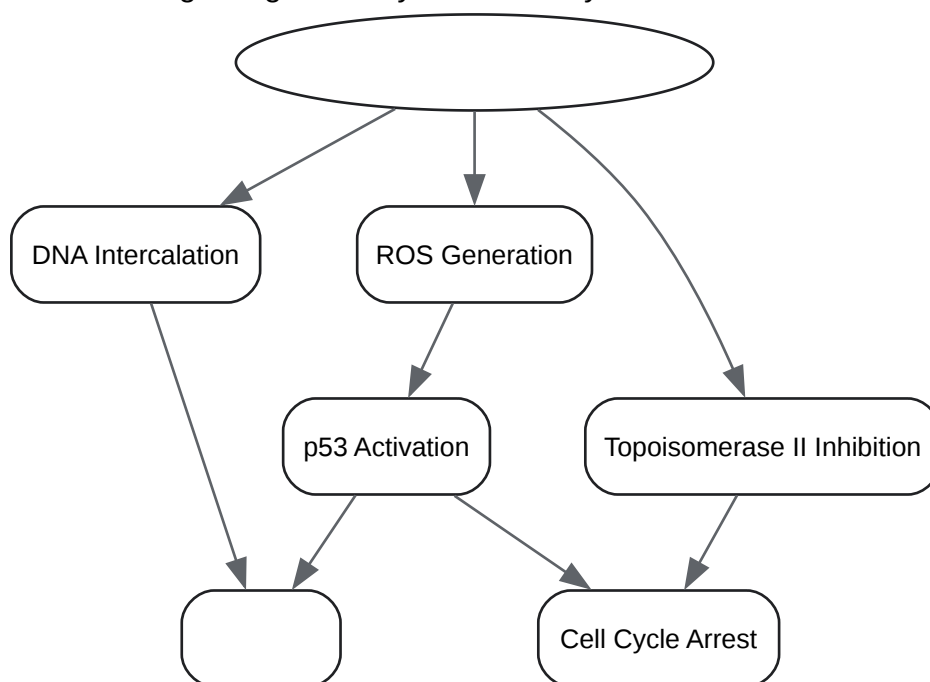 DNA Intercalation
ROS Generation
p53 Activation
Topoisomerase II Inhibition
Cell Cycle Arrest